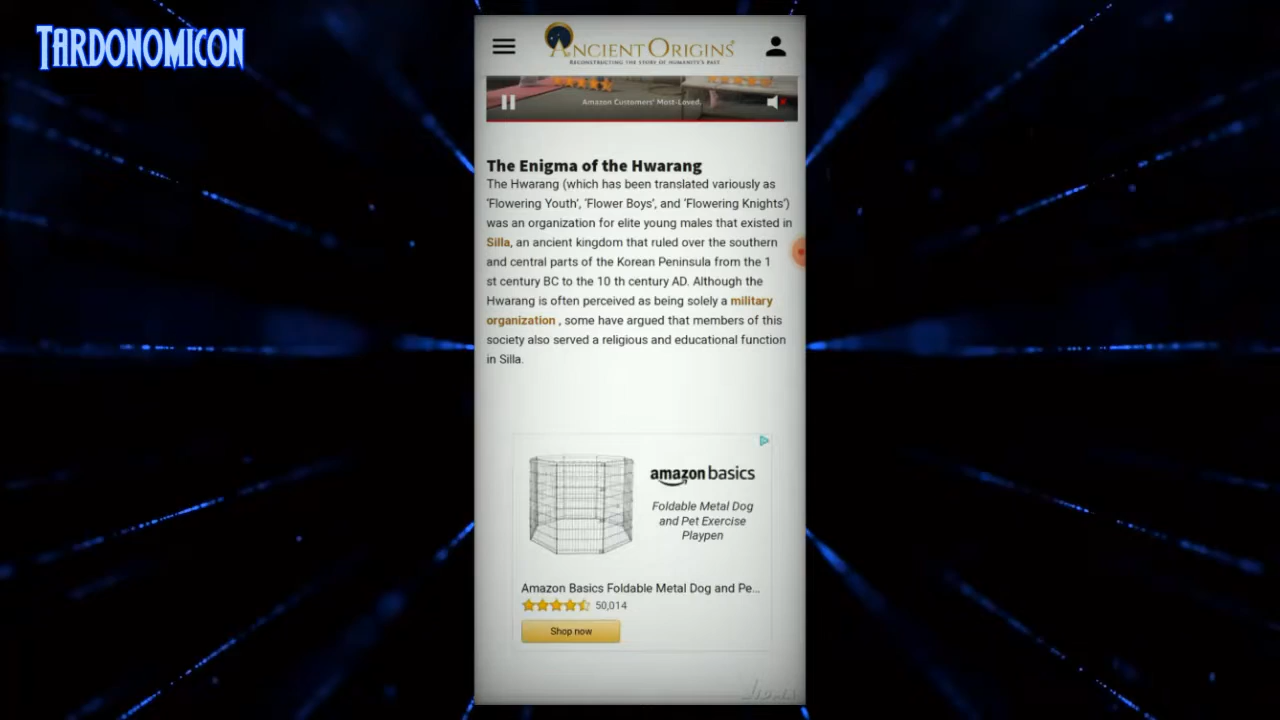 TARDONOMICON
ANCIENT ORIGINS®
RECONSTRUCTING THE STORY OF HUMANITY'S PAST
Amazon Customers' Most-Loved.
The Enigma of the Hwarang
The Hwarang (which has been translated variously as
'Flowering Youth', 'Flower Boys', and 'Flowering Knights')
was an organization for elite young males that existed in
Silla, an ancient kingdom that ruled over the southern
and central parts of the Korean Peninsula from the 1
st century BC to the 10 th century AD. Although the
Hwarang is often perceived as being solely a military
organization , some have argued that members of this
society also served a religious and educational function
in Silla.
amazon basics
Foldable Metal Dog
and Pet Exercise
Playpen
Amazon Basics Foldable Metal Dog and Pe...
50,014
Shop now